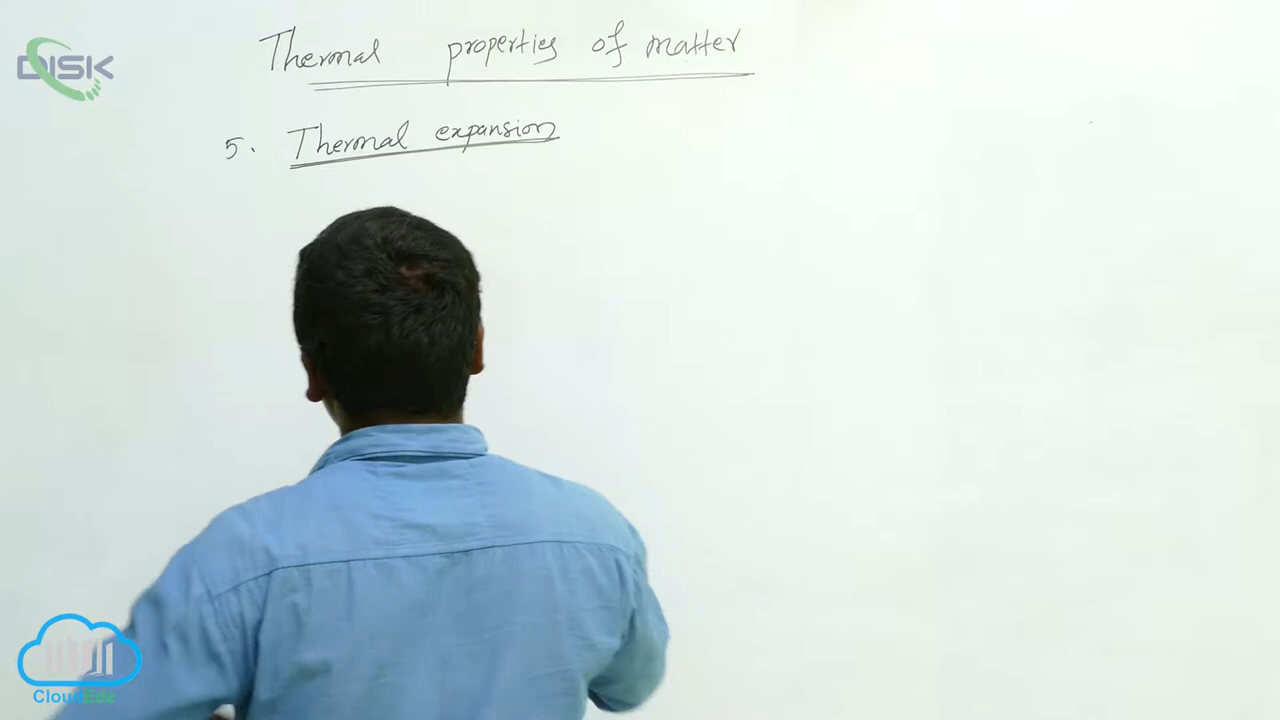 Thermal properties of matter
DISK
5. Thermal expansion
CloudEdz